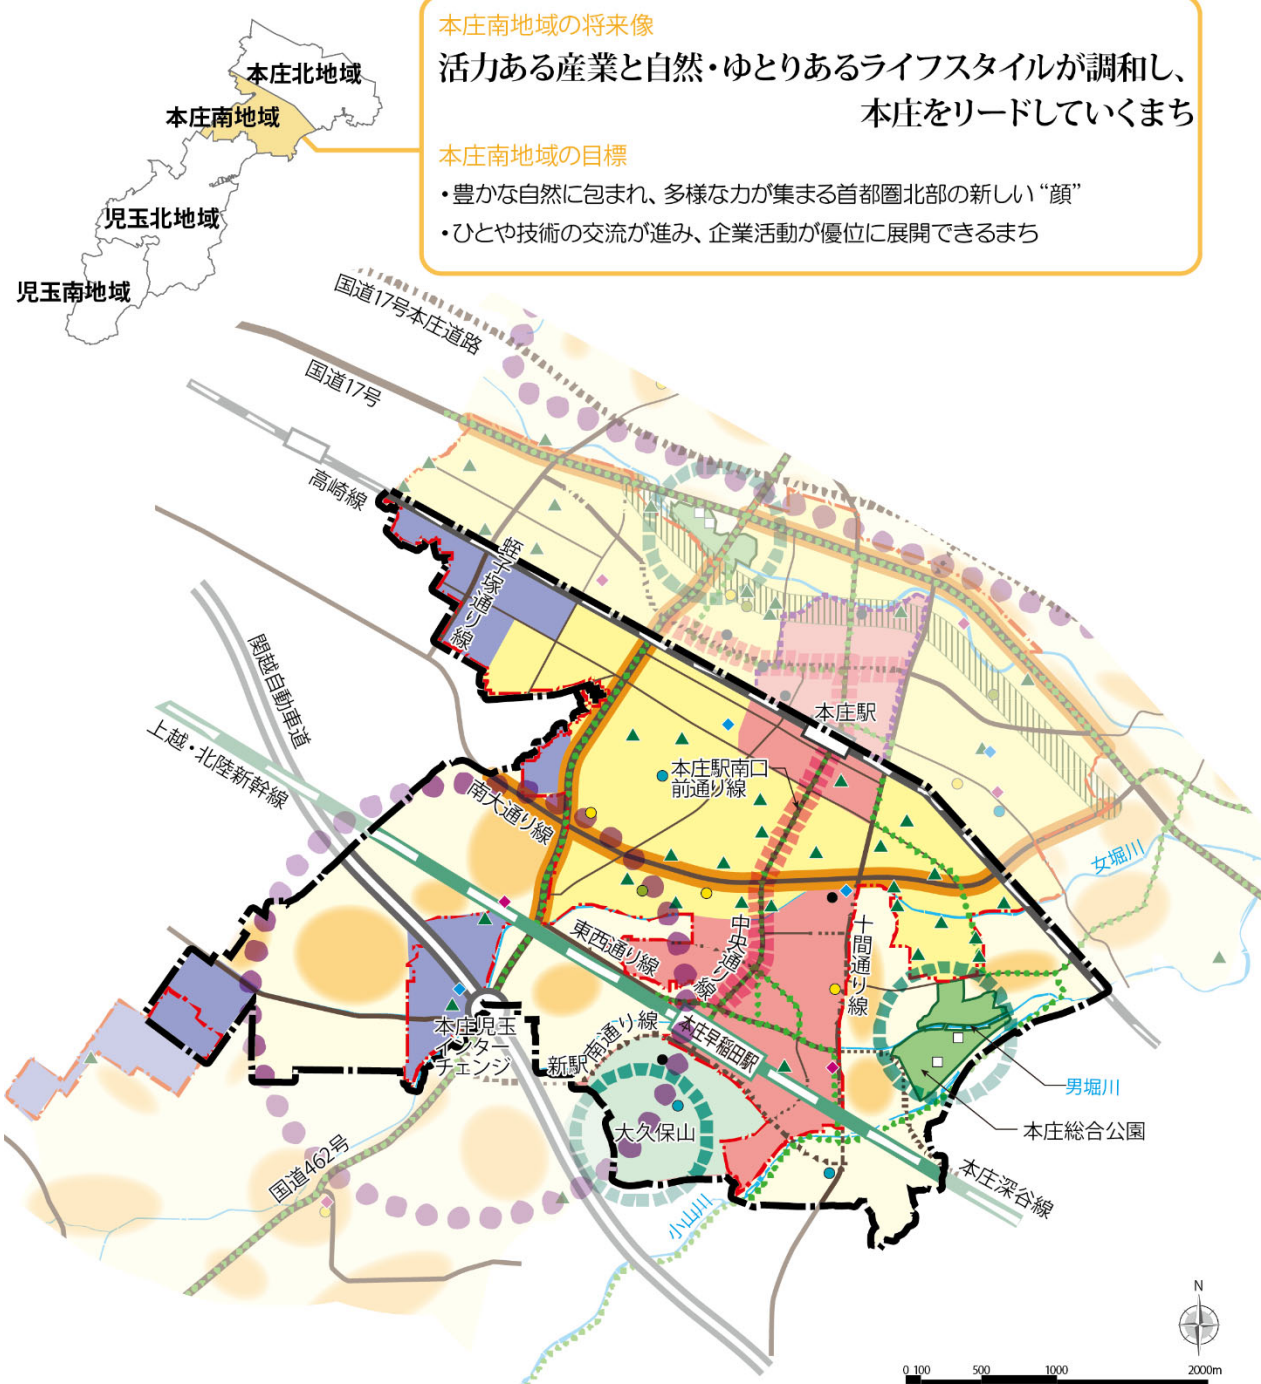 本庄南地域の将来像
活力ある産業と自然・ゆとりあるライフスタイルが調和し、
本庄をリードしていくまち
本庄南地域の目標
・豊かな自然に包まれ、多様な力が集まる首都圏北部の新しい“顔”
・ひとや技術の交流が進み、企業活動が優位に展開できるまち
本庄北地域
本庄南地域
児玉北地域
児玉南地域
国道17号本庄道路
国道17号
高崎線
蛭子塚通り線
関越自動車道
上越・北陸新幹線
本庄駅
本庄駅南口
前通り線
南大通り線
女堀川
東西通り線
中央通り線
十間通り線
本庄児玉
インター
チェンジ
新駅南通り線
本庄早稲田駅
男堀川
大久保山
本庄総合公園
国道462号
小山川
本庄深谷線
N
0 100 500 1000 2000m